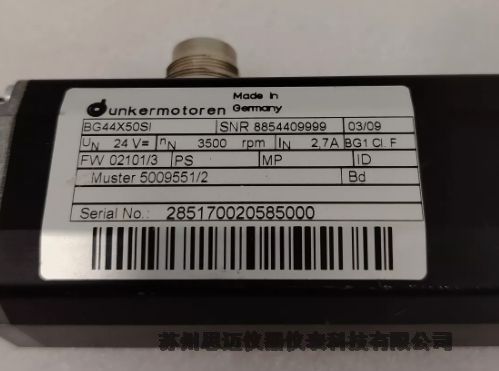 dunkermotoren Made in Germany
BG44X50SI SNR 8854409999 03/09
UN 24 V= nN 3500 rpm IN 2,7A BG1 Cl. F
FW 02101/3 PS MP ID
Muster 5009551/2 Bd
Serial No.: 285170020585000
苏州君迈仪器仪表科技有限公司